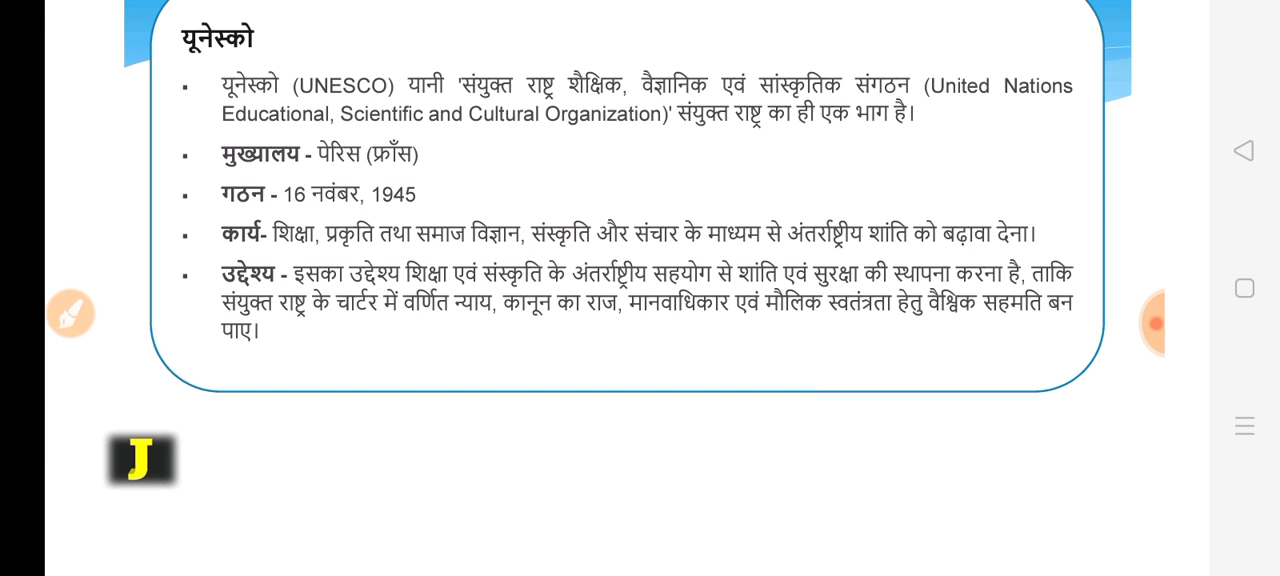 यूनेस्को
▪ यूनेस्को (UNESCO) यानी 'संयुक्त राष्ट्र शैक्षिक, वैज्ञानिक एवं सांस्कृतिक संगठन (United Nations
Educational, Scientific and Cultural Organization)' संयुक्त राष्ट्र का ही एक भाग है।
▪ मुख्यालय - पेरिस (फ्राँस)
▪ गठन - 16 नवंबर, 1945
▪ कार्य- शिक्षा, प्रकृति तथा समाज विज्ञान, संस्कृति और संचार के माध्यम से अंतर्राष्ट्रीय शांति को बढ़ावा देना।
▪ उद्देश्य - इसका उद्देश्य शिक्षा एवं संस्कृति के अंतर्राष्ट्रीय सहयोग से शांति एवं सुरक्षा की स्थापना करना है, ताकि
संयुक्त राष्ट्र के चार्टर में वर्णित न्याय, कानून का राज, मानवाधिकार एवं मौलिक स्वतंत्रता हेतु वैश्विक सहमति बन
पाए।
J